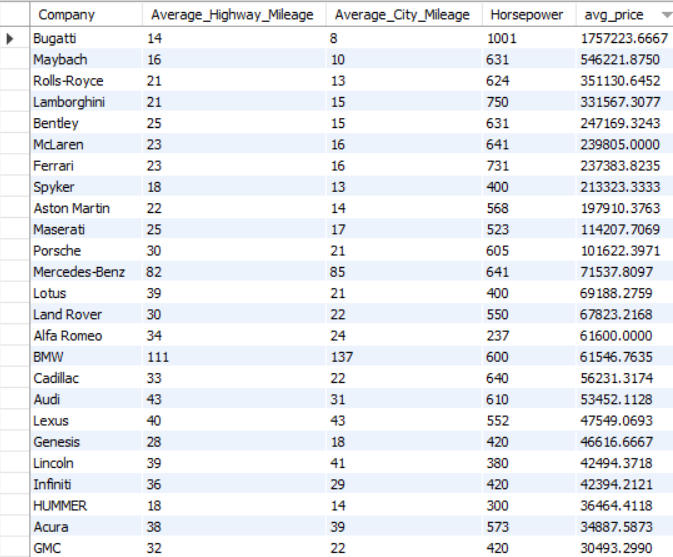 Company Average_Highway_Mileage Average_City_Mileage Horsepower avg_price
Bugatti 14 8 1001 1757223.6667
Maybach 16 10 631 546221.8750
Rolls-Royce 21 13 624 351130.6452
Lamborghini 21 15 750 331567.3077
Bentley 25 15 631 247169.3243
McLaren 23 16 641 239805.0000
Ferrari 23 16 731 237383.8235
Spyker 18 13 400 213323.3333
Aston Martin 22 14 568 197910.3763
Maserati 25 17 523 114207.7069
Porsche 30 21 605 101622.3971
Mercedes-Benz 82 85 641 71537.8097
Lotus 39 21 400 69188.2759
Land Rover 30 22 550 67823.2168
Alfa Romeo 34 24 237 61600.0000
BMW 111 137 600 61546.7635
Cadillac 33 22 640 56231.3174
Audi 43 31 610 53452.1128
Lexus 40 43 552 47549.0693
Genesis 28 18 420 46616.6667
Lincoln 39 41 380 42494.3718
Infiniti 36 29 420 42394.2121
HUMMER 18 14 300 36464.4118
Acura 38 39 573 34887.5873
GMC 32 22 420 30493.2990